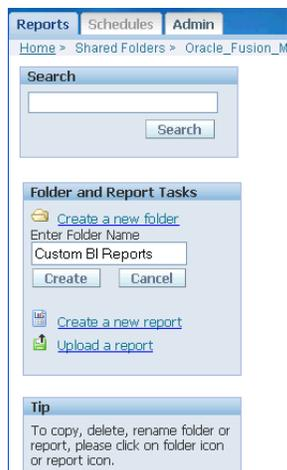 Reports Schedules Admin
Home > Shared Folders > Oracle_Fusion_M
Search
Search
Folder and Report Tasks
Create a new folder
Enter Folder Name
Custom BI Reports
Create Cancel
Create a new report
Upload a report
Tip
To copy, delete, rename folder or
report, please click on folder icon
or report icon.